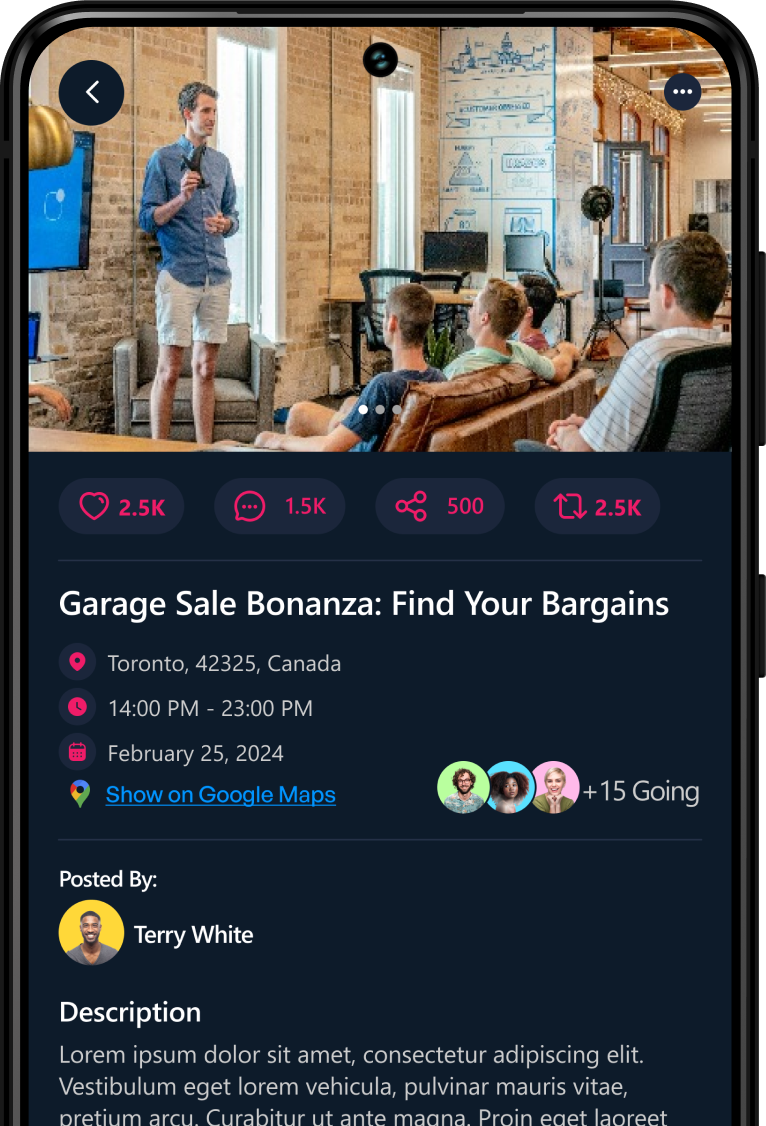 2.5K 1.5K 500 2.5K
Garage Sale Bonanza: Find Your Bargains
Toronto, 42325, Canada
14:00 PM - 23:00 PM
February 25, 2024
Show on Google Maps
+15 Going
Posted By:
Terry White
Description
Lorem ipsum dolor sit amet, consectetur adipiscing elit.
Vestibulum eget lorem vehicula, pulvinar mauris vitae,
pretium arcu. Curabitur ut ante magna. Proin eget laoreet